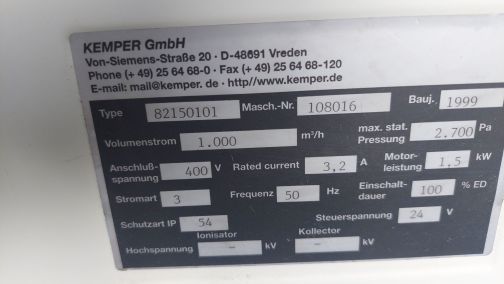 KEMPER GmbH
Von-Siemens-Straße 20 · D-48691 Vreden
Phone (+ 49) 25 64 68-0 · Fax (+ 49) 25 64 68-120
E-mail: mail@kemper. de · http//www.kemper.de
Type 82150101 Masch.-Nr. 108016 Bauj. 1999
Volumenstrom 1.000 m³/h max. stat. Pressung 2.700 Pa
Anschluß-spannung 400 V Rated current 3,2 A Motor-leistung 1,5 kW
Stromart 3 Frequenz 50 Hz Einschalt-dauer 100 % ED
Schutzart IP 54 Steuerspannung 24 V
Ionisator Kollector
Hochspannung – kV – kV